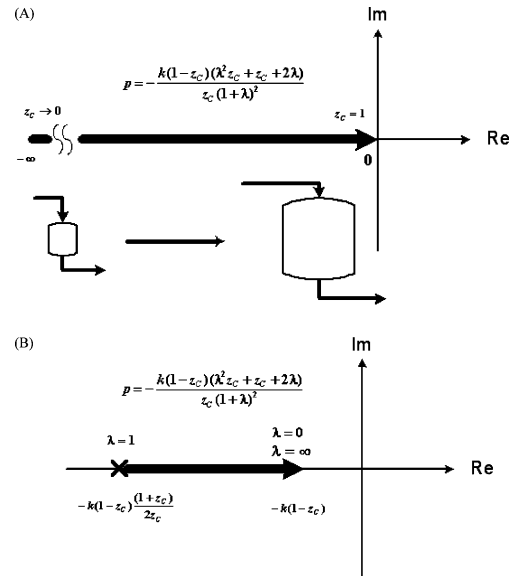 (A)
Im
p = − k(1−z_C)(λ²z_C + z_C + 2λ) / z_C(1+λ)²
z_C → 0
z_C = 1
−∞
0
Re
(B)
Im
p = − k(1−z_C)(λ²z_C + z_C + 2λ) / z_C(1+λ)²
λ = 1
λ = 0
λ = ∞
Re
−k(1−z_C) (1+z_C) / 2z_C
−k(1−z_C)